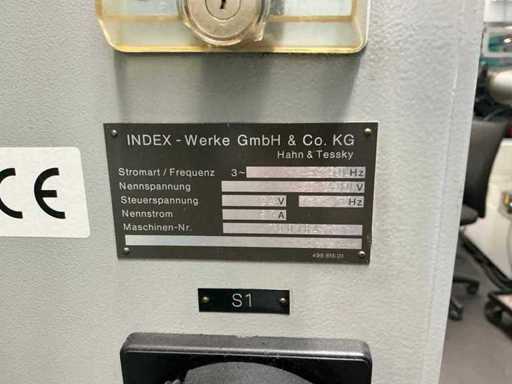 INDEX - Werke GmbH & Co. KG
Hahn & Tessky
Stromart / Frequenz 3~ Hz
Nennspannung V
Steuerspannung V Hz
Nennstrom A
Maschinen-Nr.
CE
S1